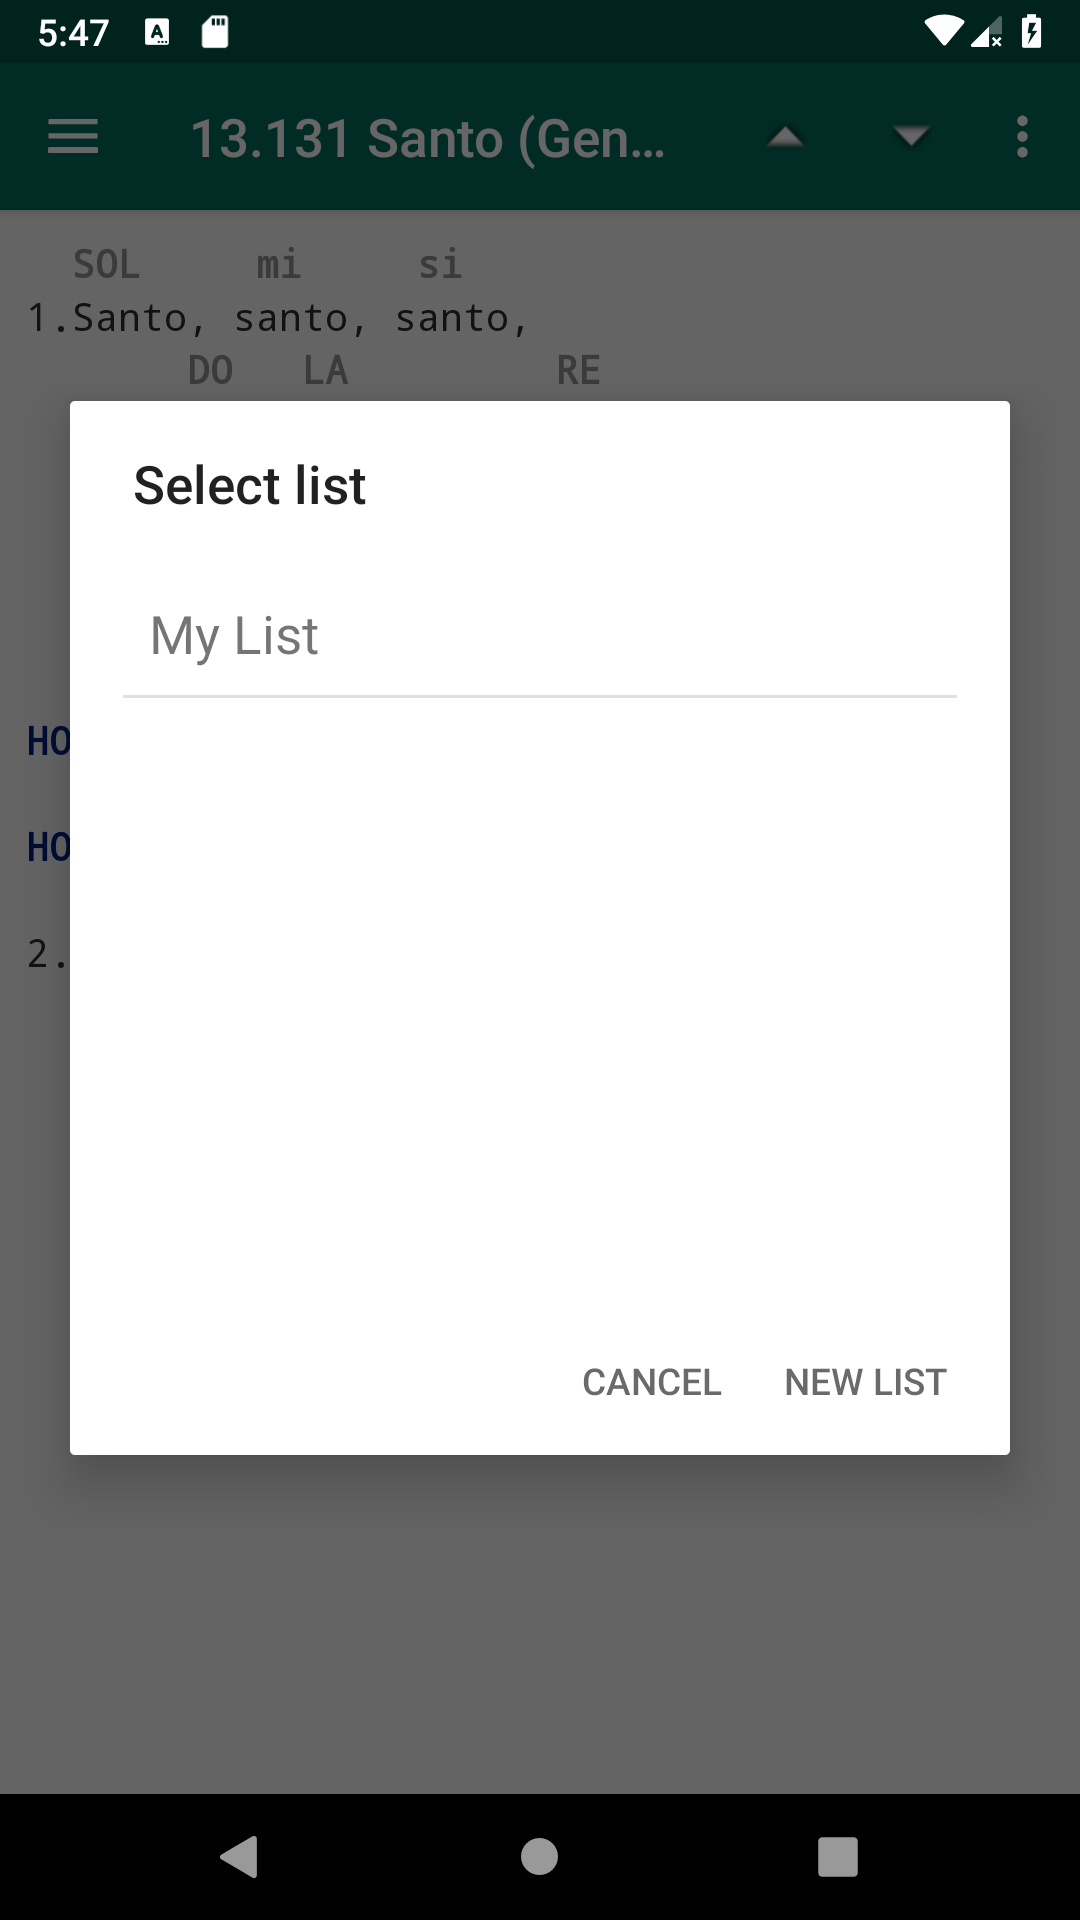 5:47
13.131 Santo (Gen...
SOL mi si
1.Santo, santo, santo,
DO LA RE
Select list
My List
HO
HO
2.
CANCEL NEW LIST